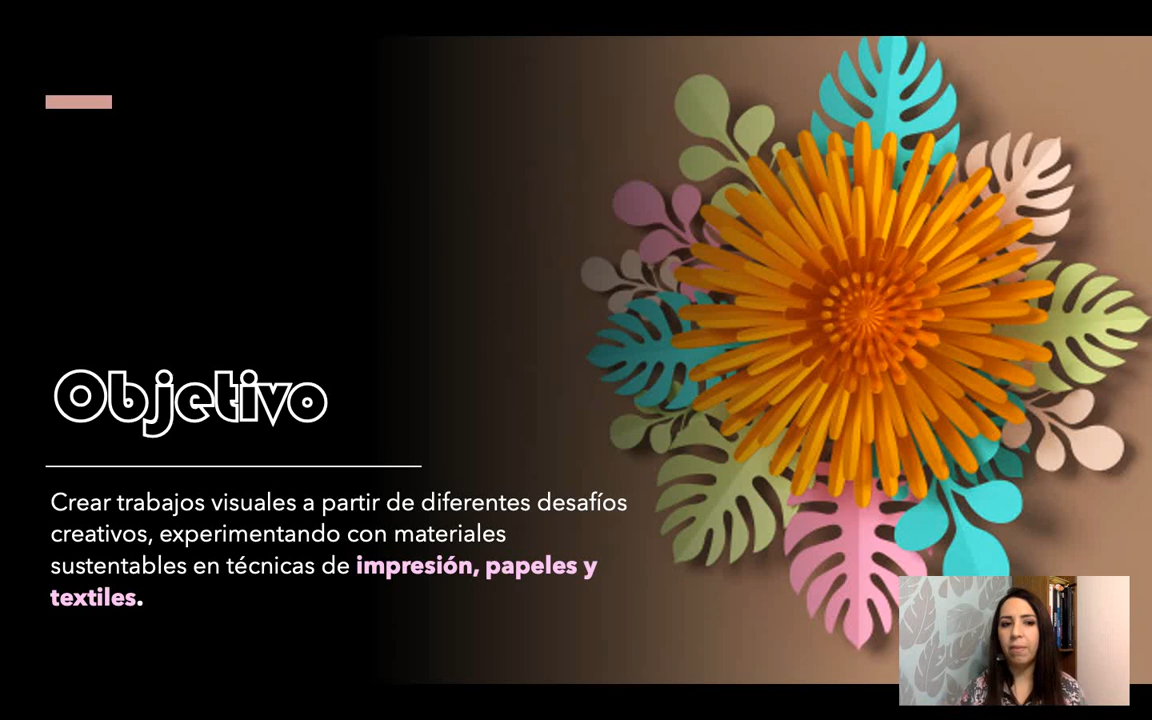 Objetivo
Crear trabajos visuales a partir de diferentes desafíos
creativos, experimentando con materiales
sustentables en técnicas de impresión, papeles y
textiles.